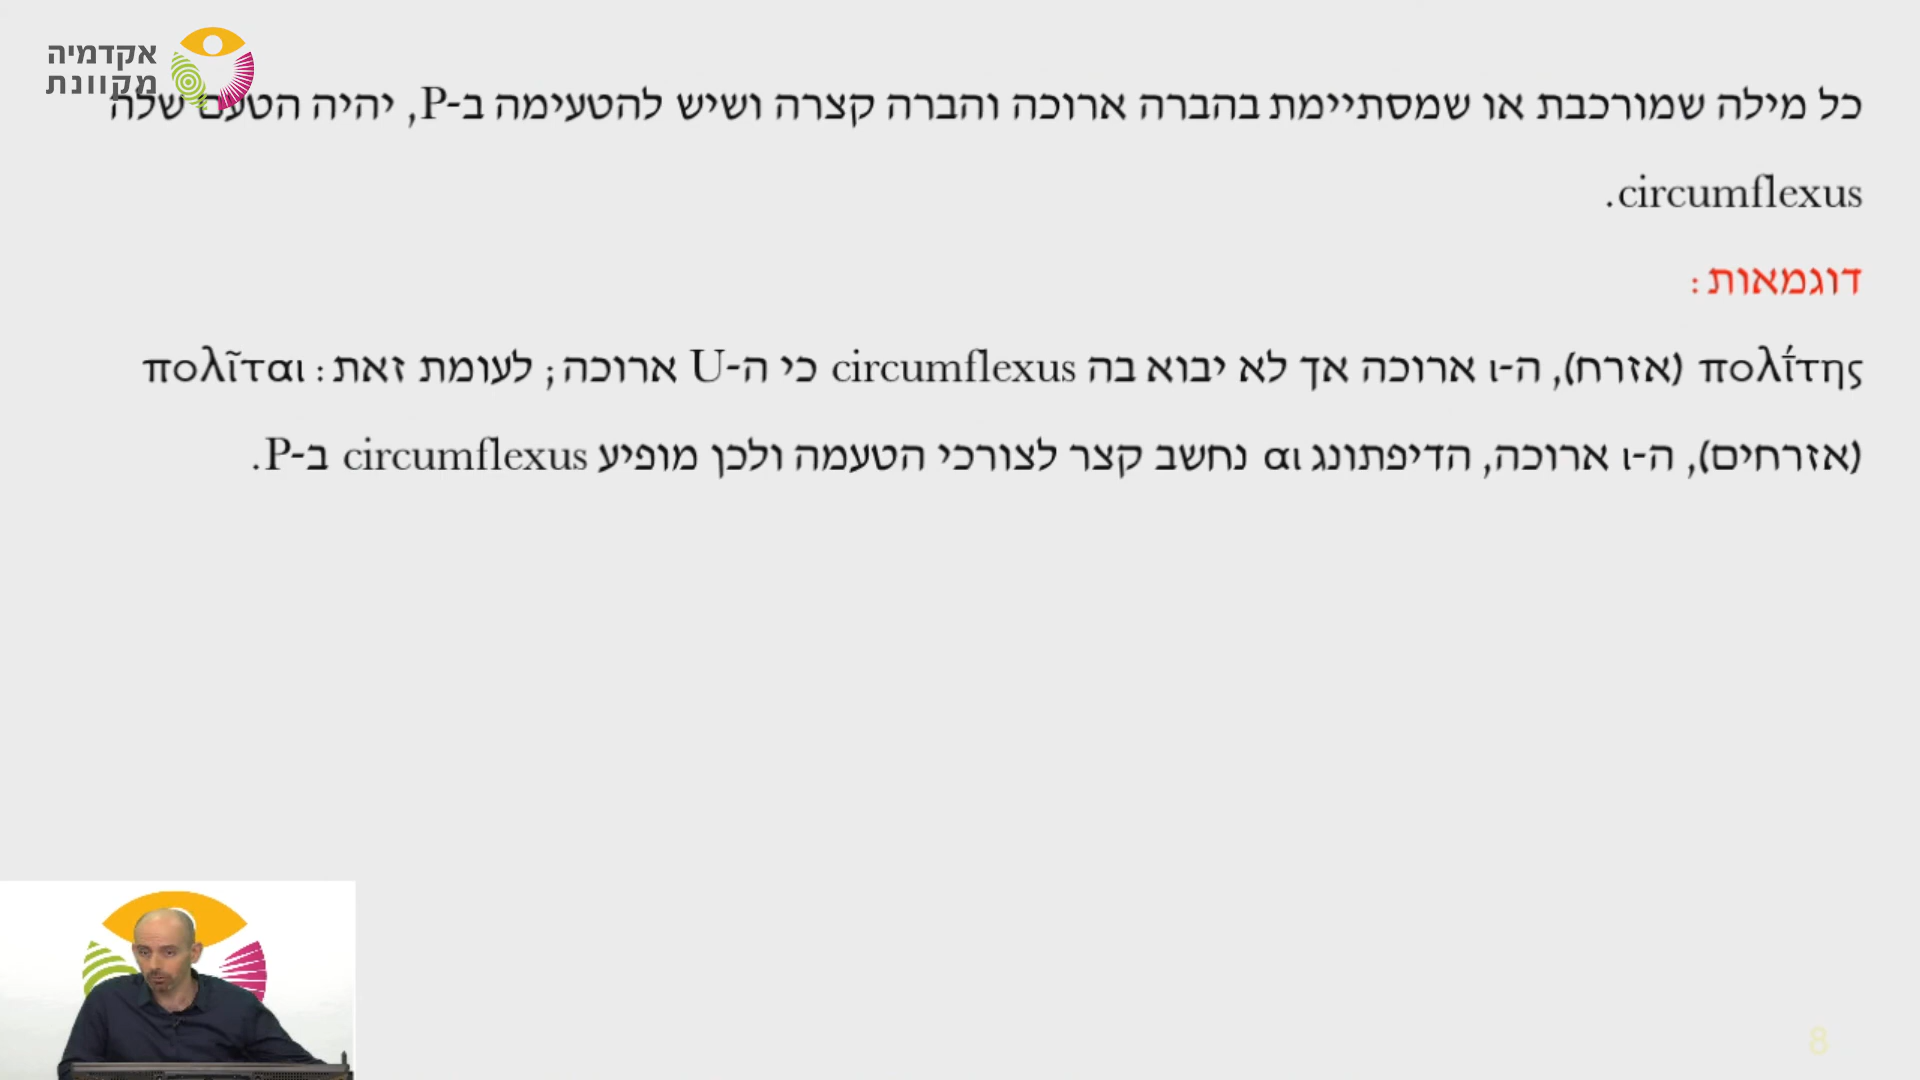 אקדמיה
מקוונת
כל מילה שמורכבת או שמסתיימת בהברה ארוכה והברה קצרה ושיש להטעימה ב-P, יהיה הטעם שלה
circumflexus.
דוגמאות:
πολί̄της (אזרח), ה-ι ארוכה אך לא יבוא בה circumflexus כי ה-U ארוכה; לעומת זאת: πολῖται
(אזרחים), ה-ι ארוכה, הדיפתונג αι נחשב קצר לצורכי הטעמה ולכן מופיע circumflexus ב-P.
8